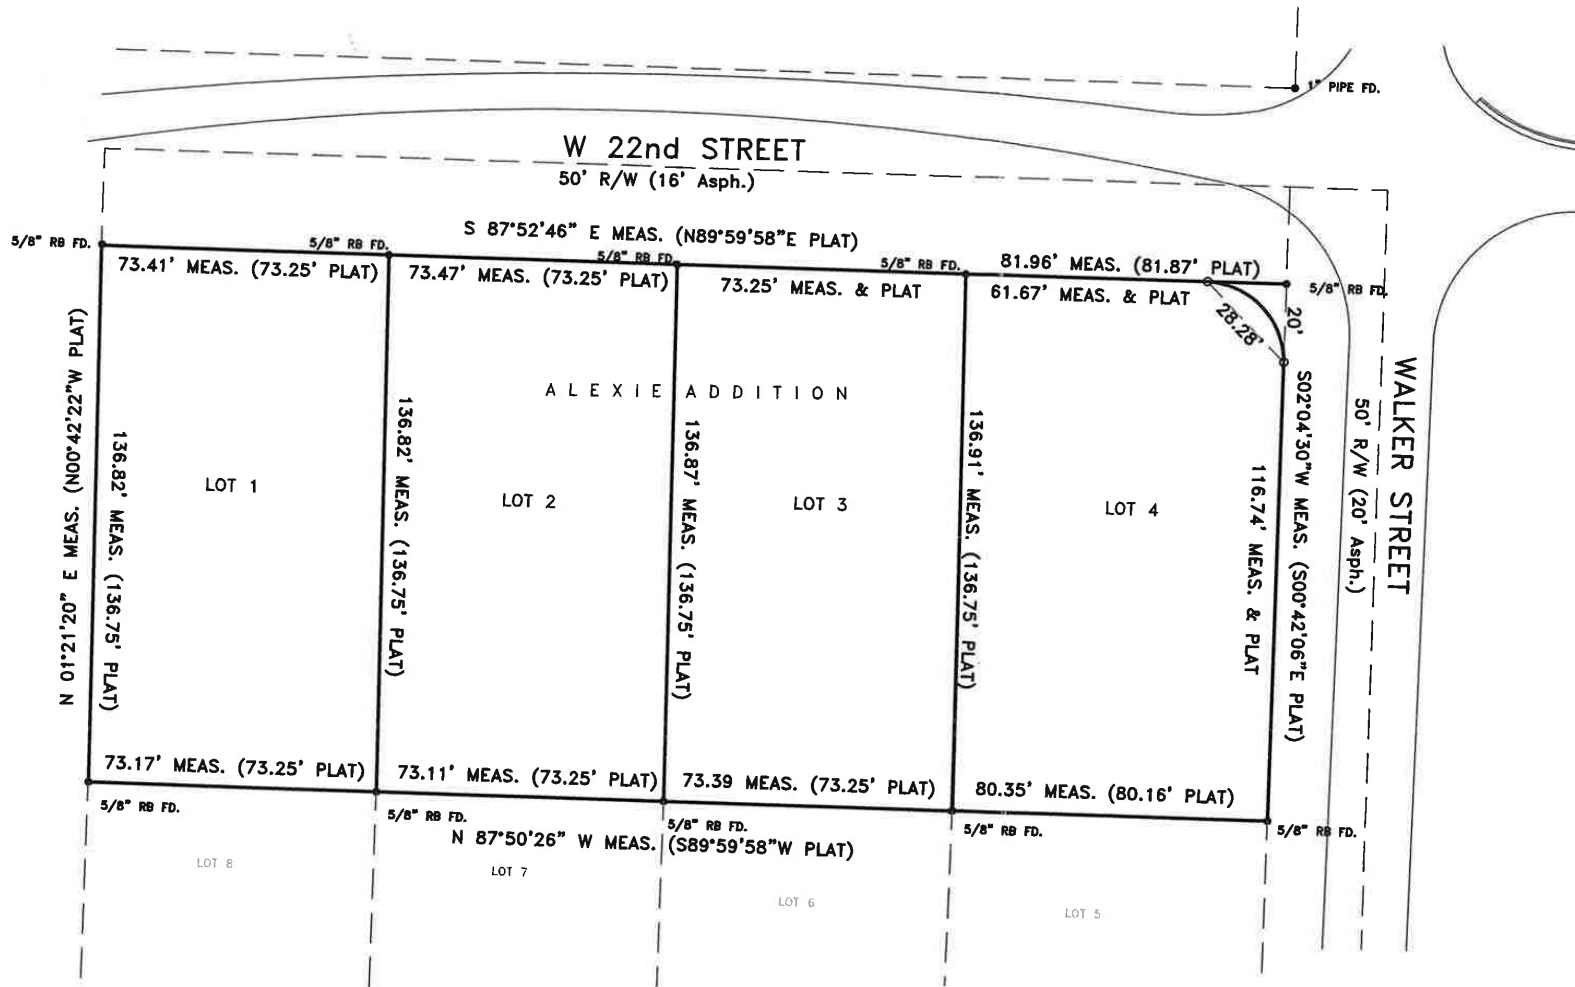 1" PIPE FD.
W 22nd STREET
50' R/W (16' Asph.)
S 87°52'46" E MEAS. (N89°59'58"E PLAT)
5/8" RB FD.
5/8" RB FD.
5/8" RB FD.
5/8" RB FD.
81.96' MEAS. (81.87' PLAT)
73.41' MEAS. (73.25' PLAT)
73.47' MEAS. (73.25' PLAT)
73.25' MEAS. & PLAT
61.67' MEAS. & PLAT
5/8" RB FD.
28.28'
20'
ALEXIE ADDITION
N 01°21'20" E MEAS. (N00°42'22"W PLAT)
136.82' MEAS. (136.75' PLAT)
136.82' MEAS. (136.75' PLAT)
136.87' MEAS. (136.75' PLAT)
136.91' MEAS. (136.75' PLAT)
116.74' MEAS. & PLAT
S02°04'30"W MEAS. (S00°42'06"E PLAT)
50' R/W (20' Asph.)
WALKER STREET
LOT 1
LOT 2
LOT 3
LOT 4
73.17' MEAS. (73.25' PLAT)
73.11' MEAS. (73.25' PLAT)
73.39 MEAS. (73.25' PLAT)
80.35' MEAS. (80.16' PLAT)
5/8" RB FD.
5/8" RB FD.
5/8" RB FD.
5/8" RB FD.
5/8" RB FD.
N 87°50'26" W MEAS. (S89°59'58"W PLAT)
LOT 8
LOT 7
LOT 6
LOT 5